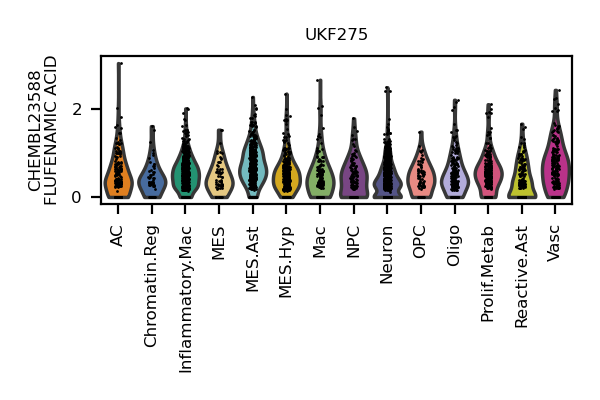 UKF275
CHEMBL23588
FLUFENAMIC ACID
2
0
AC
Chromatin.Reg
Inflammatory.Mac
MES
MES.Ast
MES.Hyp
Mac
NPC
Neuron
OPC
Oligo
Prolif.Metab
Reactive.Ast
Vasc